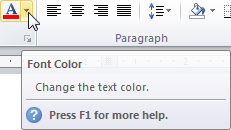 A
Paragraph
Font Color
Change the text color.
Press F1 for more help.